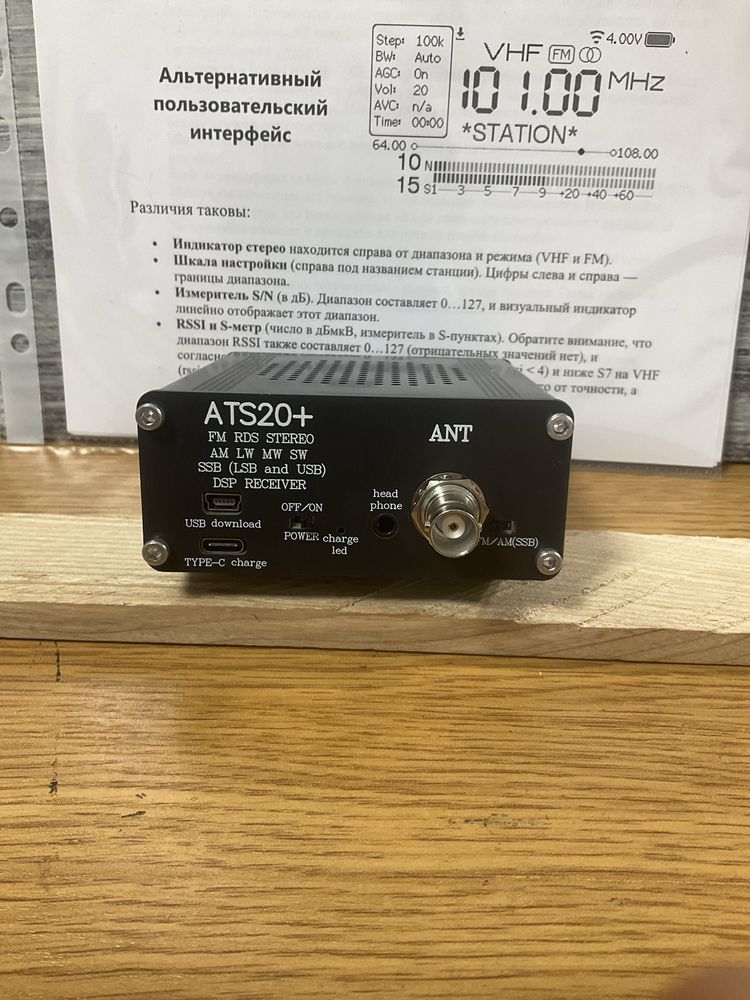 Альтернативный
пользовательский
интерфейс
Step: 100k
BW: Auto
AGC: On
Vol: 20
AVC: n/a
Time: 00:00
4.00V
VHF FM
101.00 MHz
*STATION*
64.00 108.00
10 N
15 S1 3 5 7 9 +20 +40 +60
Различия таковы:
• Индикатор стерео находится справа от диапазона и режима (VHF и FM).
• Шкала настройки (справа под названием станции). Цифры слева и справа —
границы диапазона.
• Измеритель S/N (в дБ). Диапазон составляет 0…127, и визуальный индикатор
линейно отображает этот диапазон.
• RSSI и S-метр (число в дБмкВ, измеритель в S-пунктах). Обратите внимание, что
диапазон RSSI также составляет 0…127 (отрицательных значений нет), и
согласно < 4) и ниже S7 на VHF
от точности, а
ATS20+
FM RDS STEREO
AM LW MW SW
SSB (LSB and USB)
DSP RECEIVER
USB download
TYPE-C charge
OFF/ON
POWER
charge
led
head
phone
ANT
FM/AM(SSB)